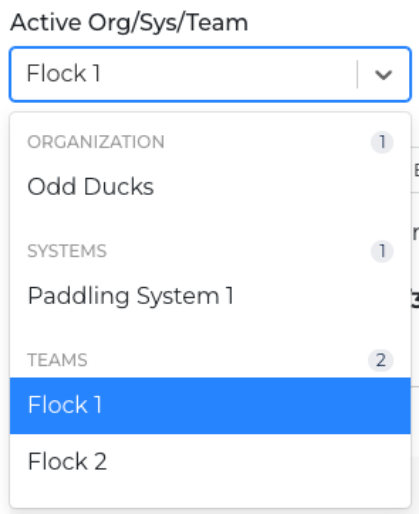 Active Org/Sys/Team
Flock 1
ORGANIZATION 1
Odd Ducks
SYSTEMS 1
Paddling System 1
TEAMS 2
Flock 1
Flock 2